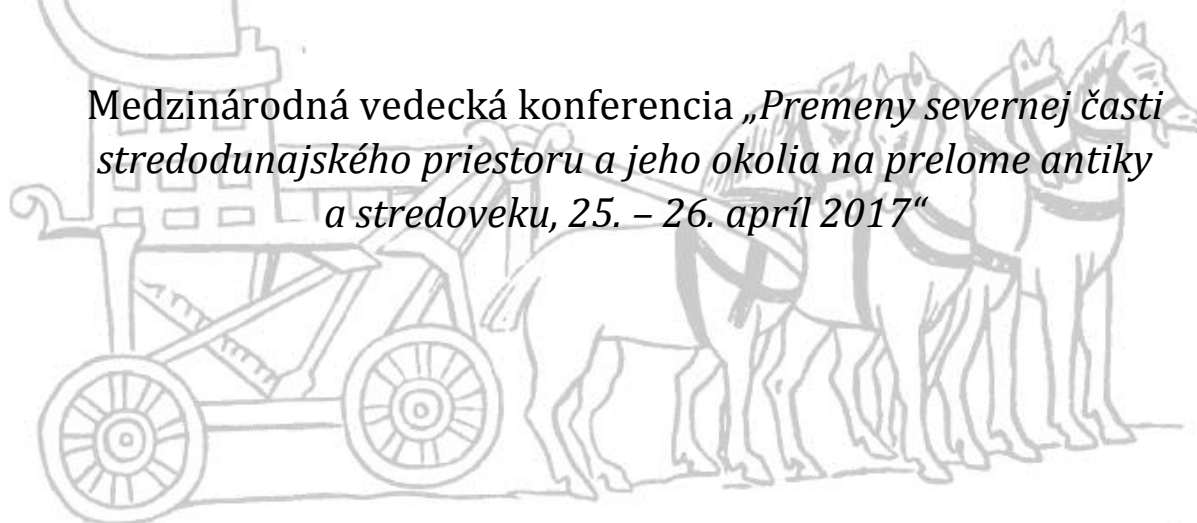 Medzinárodná vedecká konferencia „Premeny severnej časti
stredodunajského priestoru a jeho okolia na prelome antiky
a stredoveku, 25. – 26. apríl 2017“